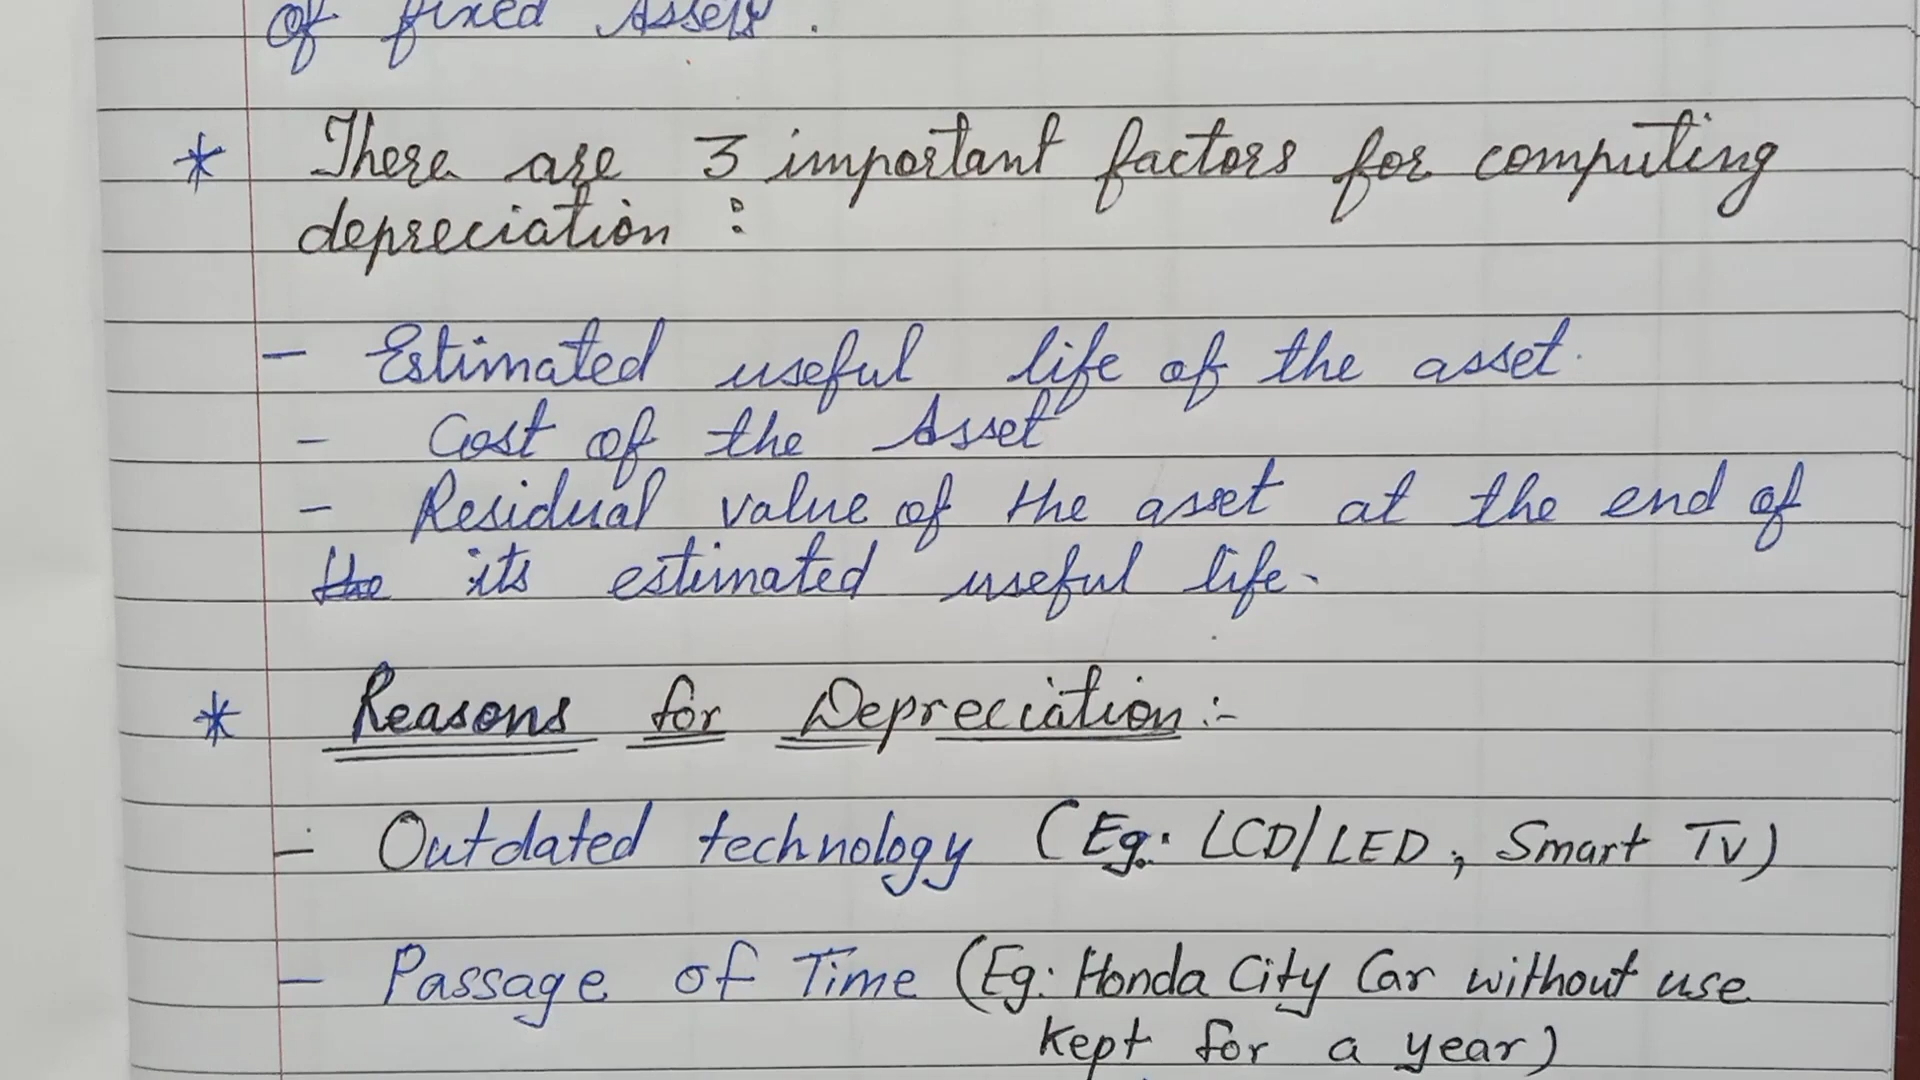 of fixed Assets.
* There are 3 important factors for computing
depreciation :
- Estimated useful life of the asset.
- Cost of the Asset
- Residual value of the asset at the end of
the its estimated useful life.
* Reasons for Depreciation :-
- Outdated technology (Eg: LCD/LED, Smart TV)
- Passage of Time (Eg: Honda City Car without use
kept for a year)